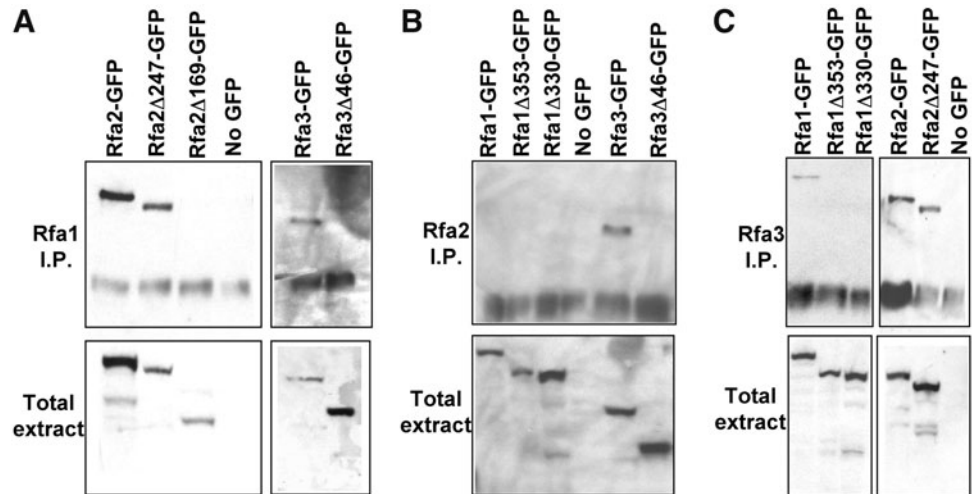 A
Rfa2-GFP
Rfa2Δ247-GFP
Rfa2Δ169-GFP
No GFP
Rfa3-GFP
Rfa3Δ46-GFP
Rfa1
I.P.
Total
extract
B
Rfa1-GFP
Rfa1Δ353-GFP
Rfa1Δ330-GFP
No GFP
Rfa3-GFP
Rfa3Δ46-GFP
Rfa2
I.P.
Total
extract
C
Rfa1-GFP
Rfa1Δ353-GFP
Rfa1Δ330-GFP
Rfa2-GFP
Rfa2Δ247-GFP
No GFP
Rfa3
I.P.
Total
extract